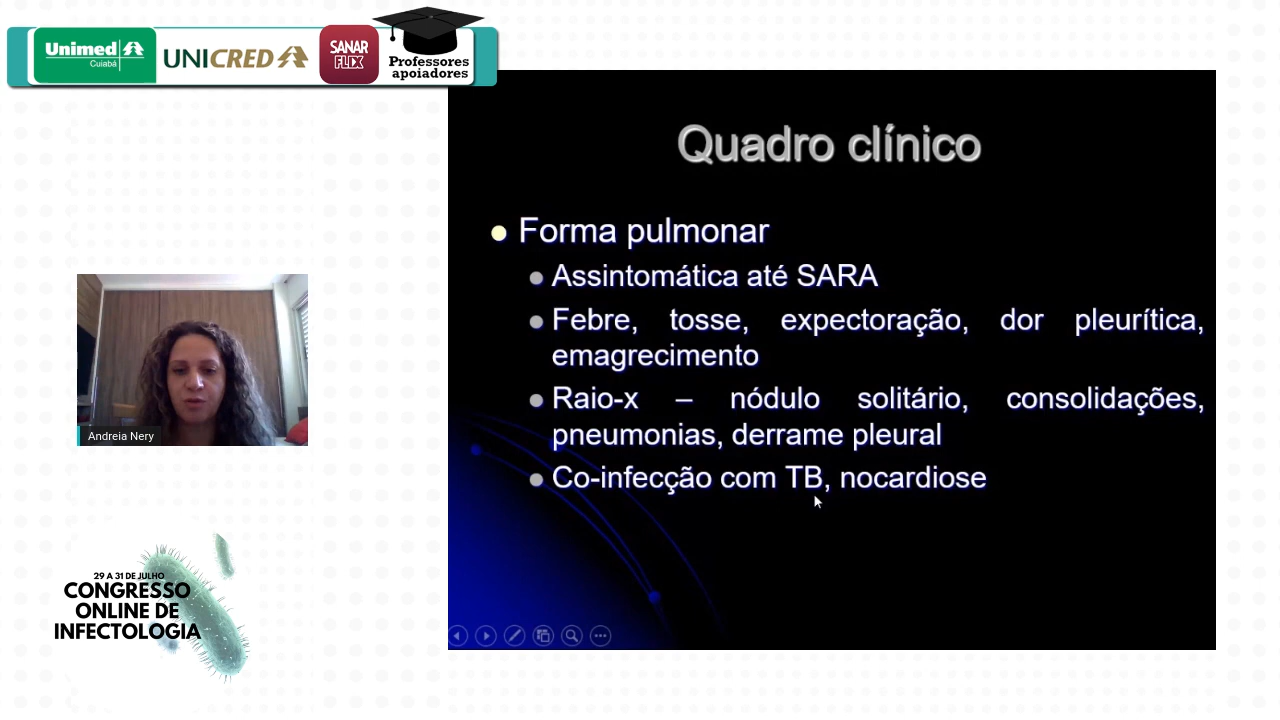 Unimed
Cuiabá
UNICRED
SANAR
FLIX
Professores
apoiadores
Quadro clínico
Forma pulmonar
Assintomática até SARA
Febre, tosse, expectoração, dor pleurítica,
emagrecimento
Raio-x – nódulo solitário, consolidações,
pneumonias, derrame pleural
Co-infecção com TB, nocardiose
Andreia Nery
29 A 31 DE JULHO
CONGRESSO
ONLINE DE
INFECTOLOGIA